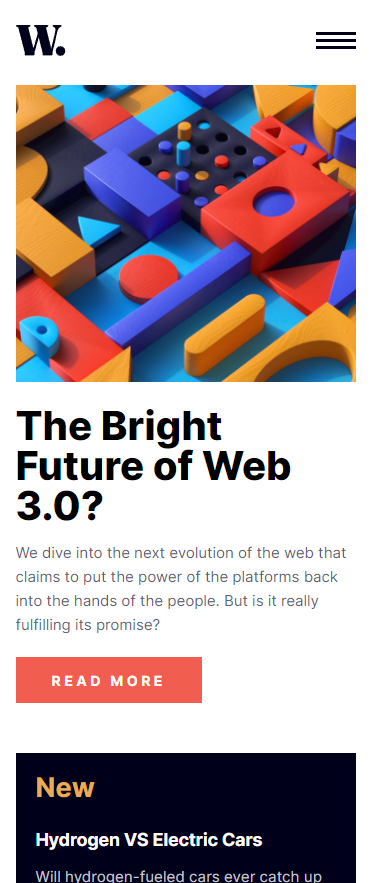 W.
The Bright
Future of Web
3.0?
We dive into the next evolution of the web that
claims to put the power of the platforms back
into the hands of the people. But is it really
fulfilling its promise?
READ MORE
New
Hydrogen VS Electric Cars
Will hydrogen-fueled cars ever catch up